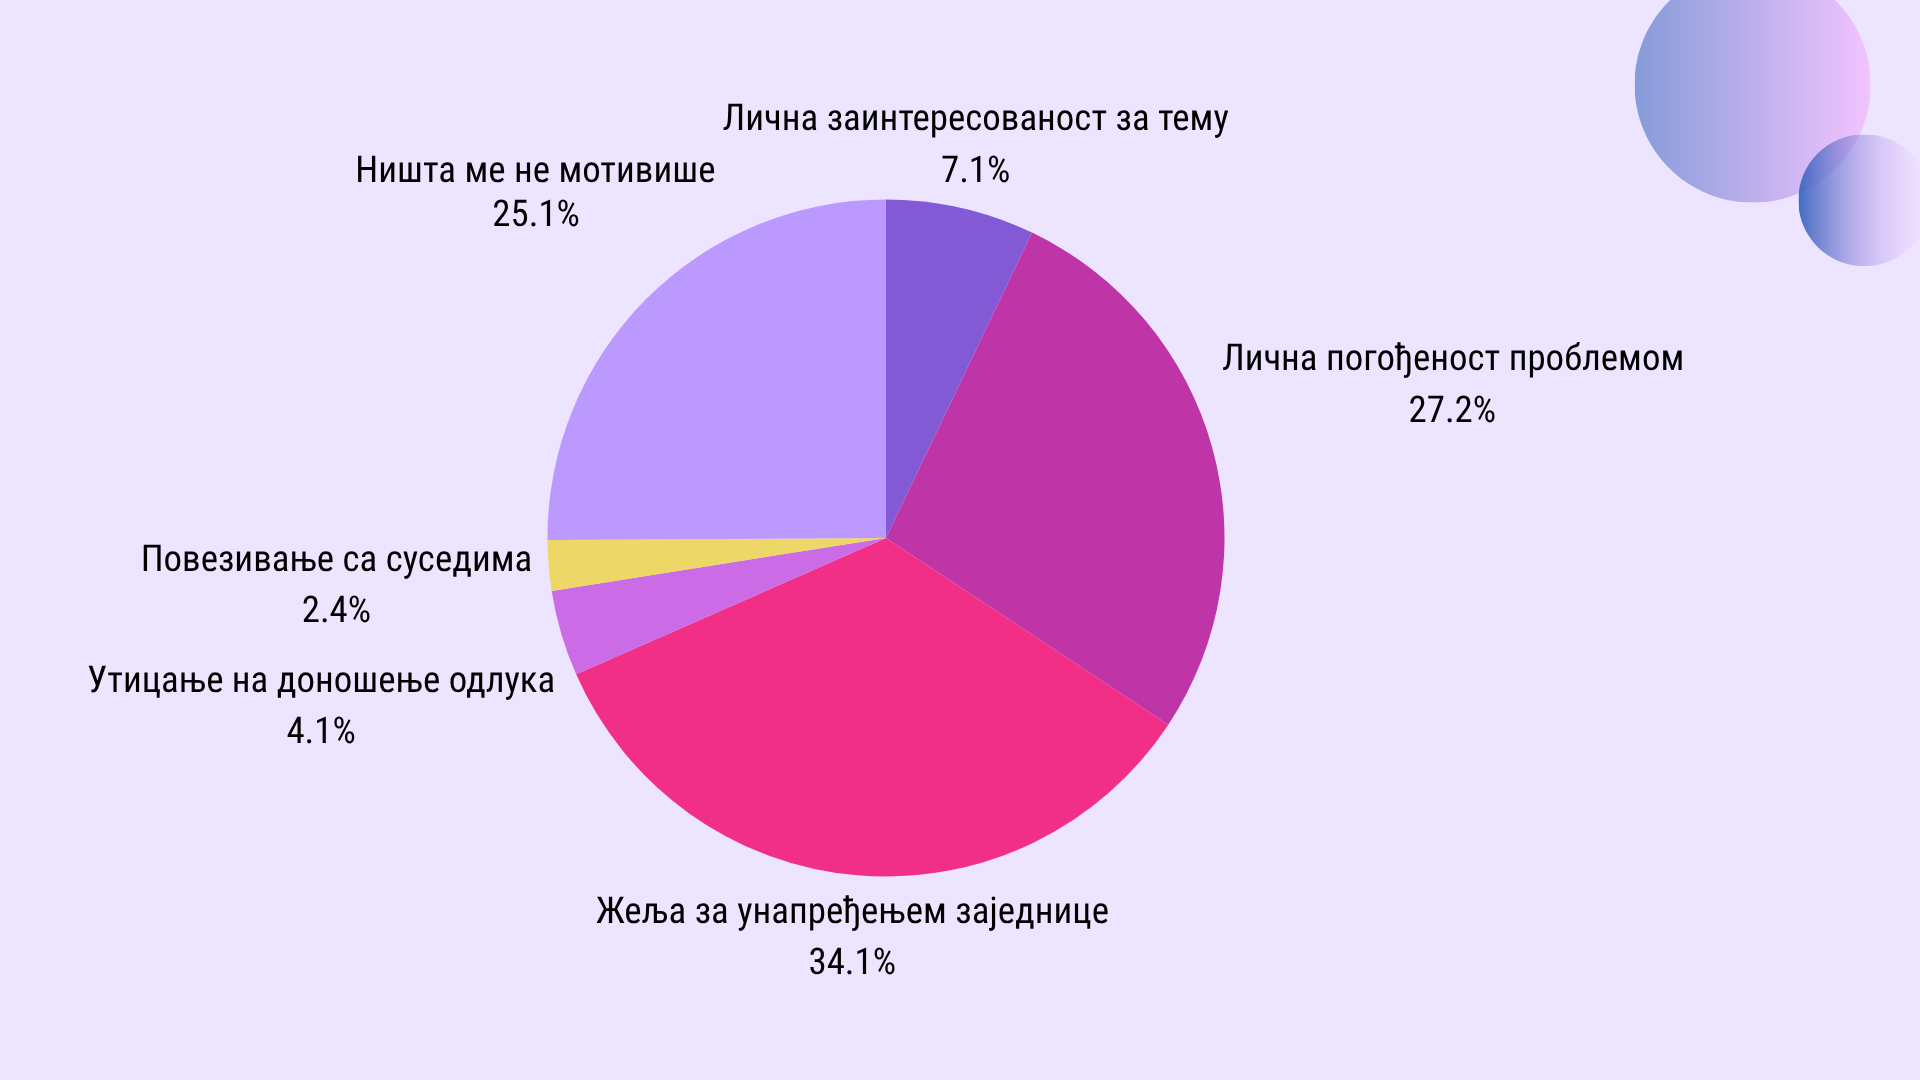 Лична заинтересованост за тему
7.1%
Ништа ме не мотивише
25.1%
Лична погођеност проблемом
27.2%
Повезивање са суседима
2.4%
Утицање на доношење одлука
4.1%
Жеља за унапређењем заједнице
34.1%